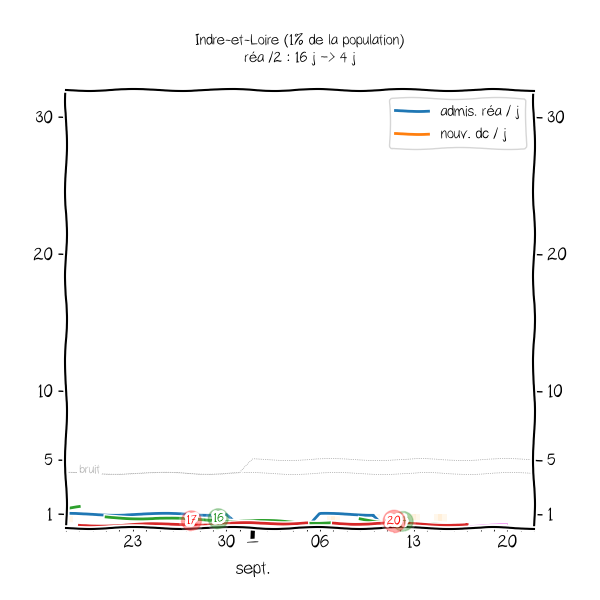 Indre-et-Loire (1% de la population)
réa /2 : 16 j -> 4 j
admis. réa / j
nouv. dc / j
30 30
20 20
10 10
5 5
bruit
1 17 16 20 1
23 30 06 13 20
sept.